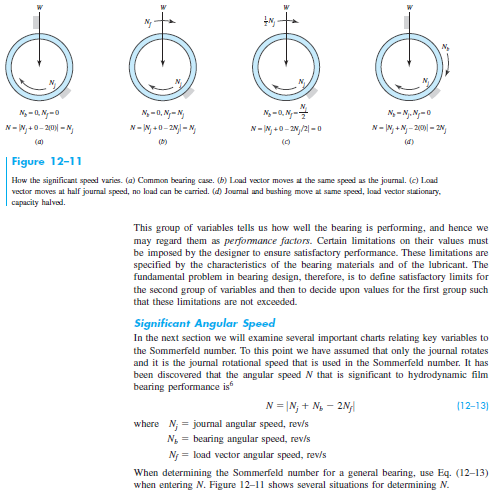 W W W W
N_f ½N_f N_b
N_j N_j N_j N_j
N_b = 0, N_f = 0 N_b = 0, N_f = N_j N_b = 0, N_f = N_j/2 N_b = N_j, N_f = 0
N = |N_j + 0 − 2(0)| = N_j N = |N_j + 0 − 2N_j| = N_j N = |N_j + 0 − 2N_j/2| = 0 N = |N_j + N_j − 2(0)| = 2N_j
(a) (b) (c) (d)
Figure 12–11
How the significant speed varies. (a) Common bearing case. (b) Load vector moves at the same speed as the journal. (c) Load
vector moves at half journal speed, no load can be carried. (d) Journal and bushing move at same speed, load vector stationary,
capacity halved.
This group of variables tells us how well the bearing is performing, and hence we
may regard them as performance factors. Certain limitations on their values must
be imposed by the designer to ensure satisfactory performance. These limitations are
specified by the characteristics of the bearing materials and of the lubricant. The
fundamental problem in bearing design, therefore, is to define satisfactory limits for
the second group of variables and then to decide upon values for the first group such
that these limitations are not exceeded.
Significant Angular Speed
In the next section we will examine several important charts relating key variables to
the Sommerfeld number. To this point we have assumed that only the journal rotates
and it is the journal rotational speed that is used in the Sommerfeld number. It has
been discovered that the angular speed N that is significant to hydrodynamic film
bearing performance is⁶
N = |N_j + N_b − 2N_f| (12–13)
where N_j = journal angular speed, rev/s
N_b = bearing angular speed, rev/s
N_f = load vector angular speed, rev/s
When determining the Sommerfeld number for a general bearing, use Eq. (12–13)
when entering N. Figure 12–11 shows several situations for determining N.